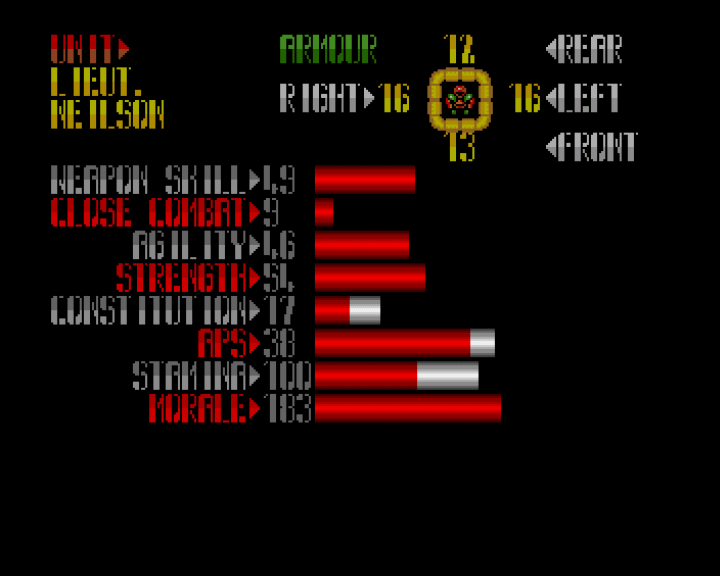 UNIT ARMOUR 12 REAR
LIEUT.
NEILSON
RIGHT 16 16 LEFT
13 FRONT
WEAPON SKILL 49
CLOSE COMBAT 9
AGILITY 46
STRENGTH 54
CONSTITUTION 17
APS 38
STAMINA 100
MORALE 183